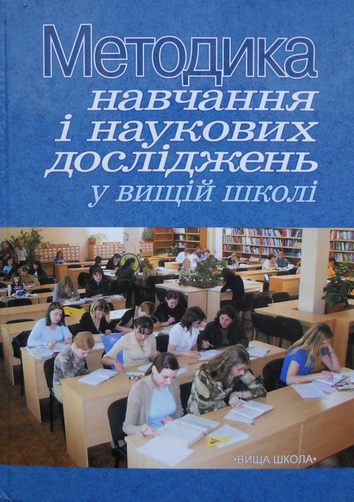 Методика
навчання
і наукових
досліджень
у вищій школі
•ВИЩА ШКОЛА•